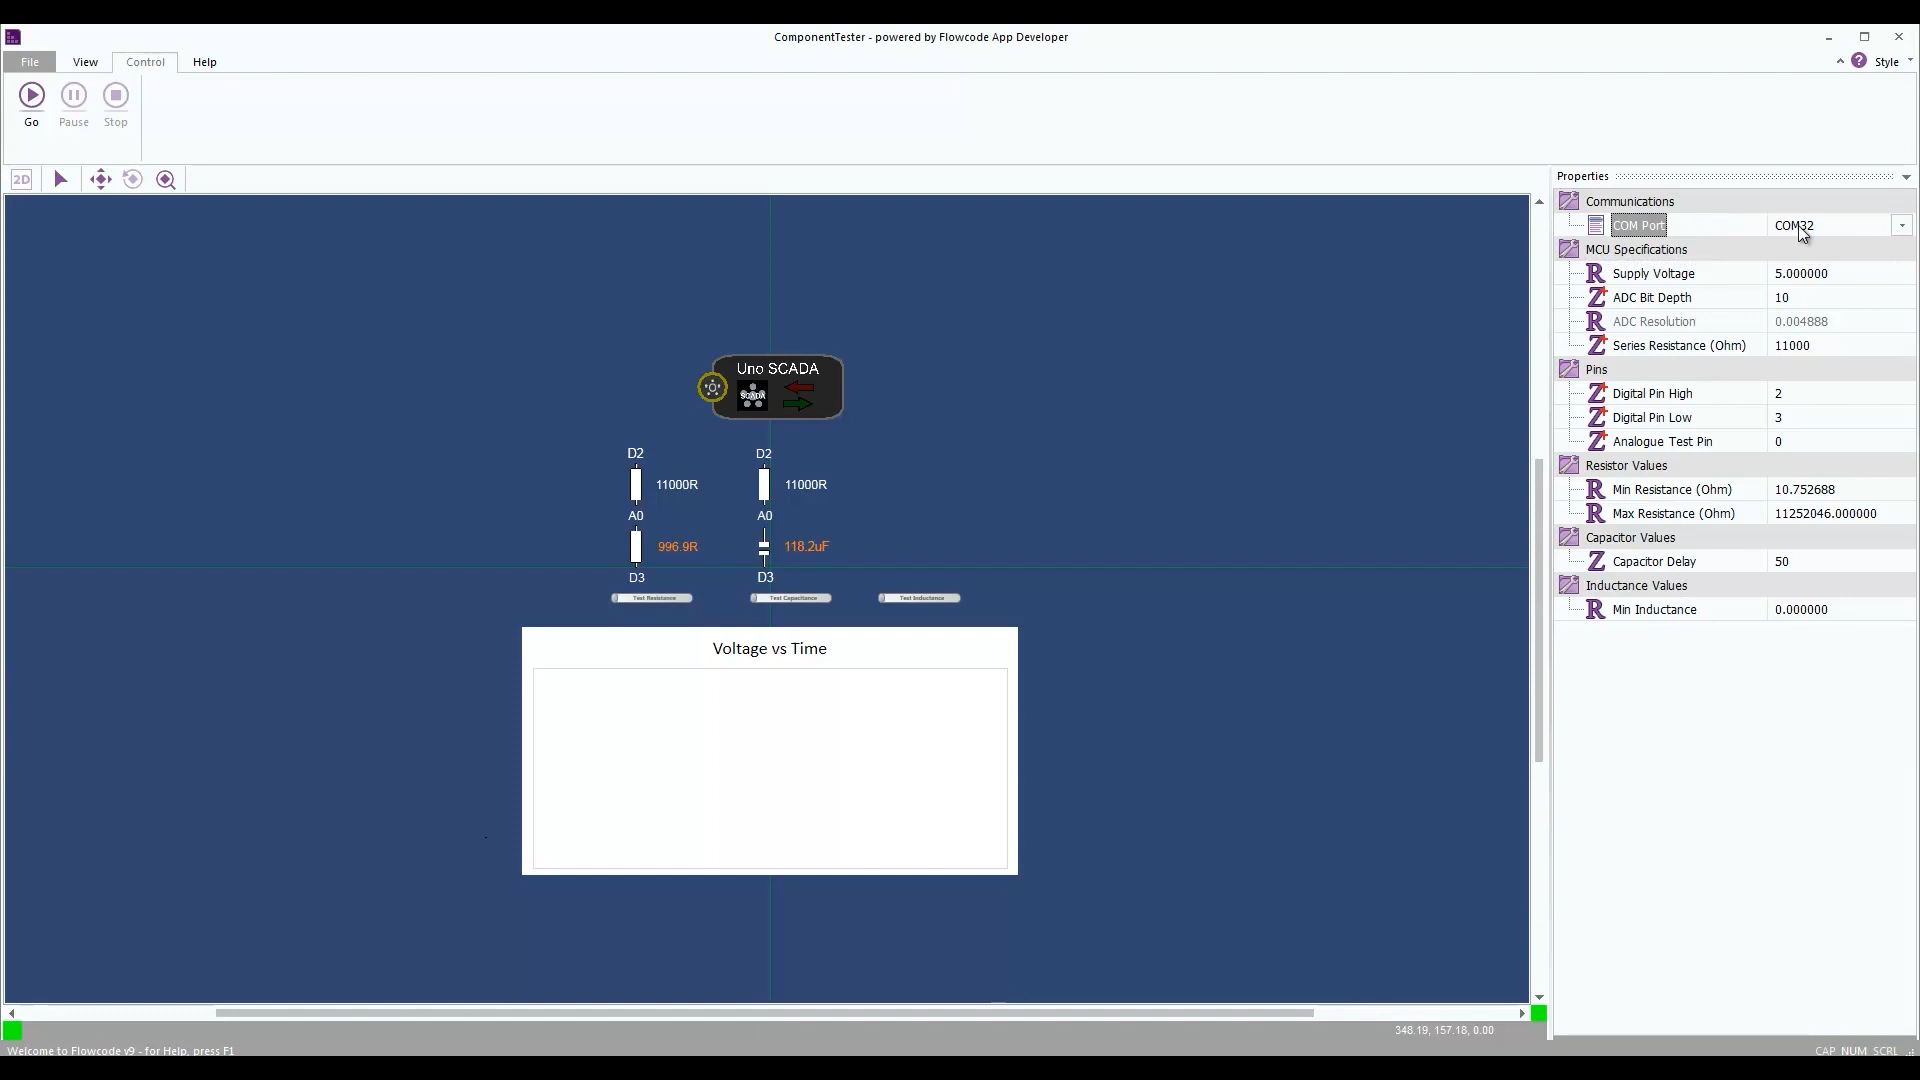 ComponentTester - powered by Flowcode App Developer
File View Control Help
Style
Go Pause Stop
2D
Properties
Communications
COM Port COM32
MCU Specifications
Supply Voltage 5.000000
ADC Bit Depth 10
ADC Resolution 0.004888
Series Resistance (Ohm) 11000
Pins
Digital Pin High 2
Digital Pin Low 3
Analogue Test Pin 0
Resistor Values
Min Resistance (Ohm) 10.752688
Max Resistance (Ohm) 11252046.000000
Capacitor Values
Capacitor Delay 50
Inductance Values
Min Inductance 0.000000
Uno SCADA
SCADA
D2 D2
11000R 11000R
A0 A0
996.9R 118.2uF
D3 D3
Test Resistance Test Capacitance Test Inductance
Voltage vs Time
348.19, 157.18, 0.00
Welcome to Flowcode v9 - for Help, press F1
CAP NUM SCRL